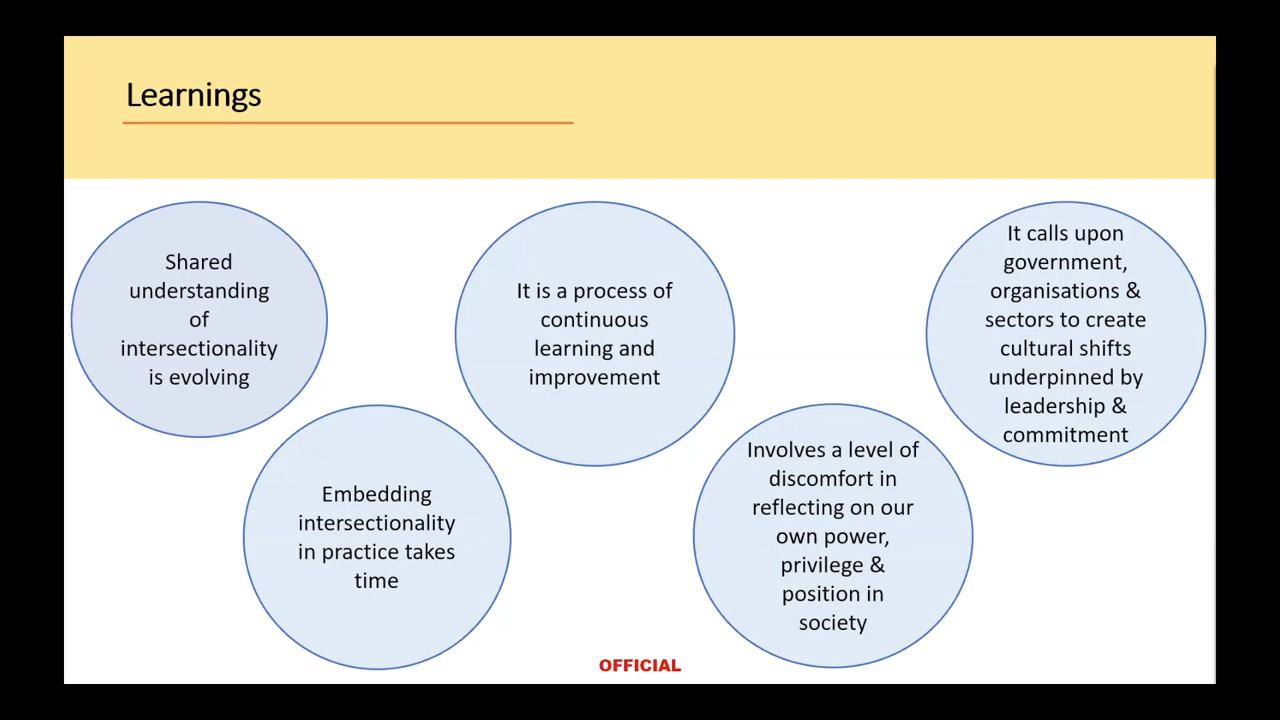 Learnings
Shared
understanding
of
intersectionality
is evolving
Embedding
intersectionality
in practice takes
time
It is a process of
continuous
learning and
improvement
Involves a level of
discomfort in
reflecting on our
own power,
privilege &
position in
society
It calls upon
government,
organisations &
sectors to create
cultural shifts
underpinned by
leadership &
commitment
OFFICIAL